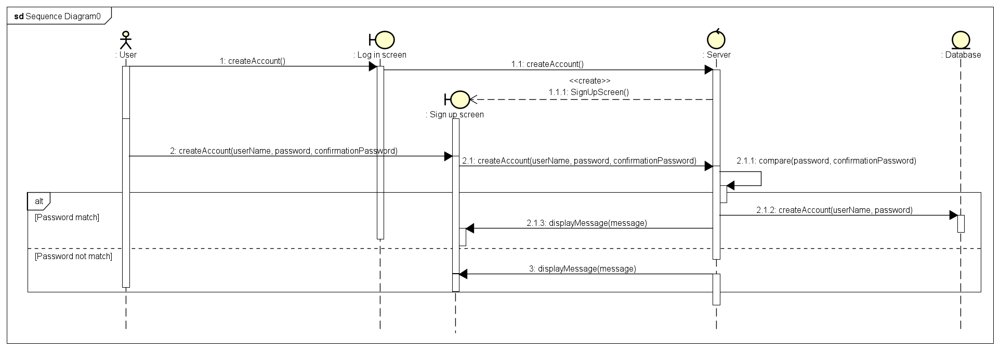 sd Sequence Diagram0
: User
: Log in screen
: Server
: Database
1: createAccount()
1.1: createAccount()
<<create>>
1.1.1: SignUpScreen()
: Sign up screen
2: createAccount(userName, password, confirmationPassword)
2.1: createAccount(userName, password, confirmationPassword)
2.1.1: compare(password, confirmationPassword)
alt
[Password match]
2.1.2: createAccount(userName, password)
2.1.3: displayMessage(message)
[Password not match]
3: displayMessage(message)